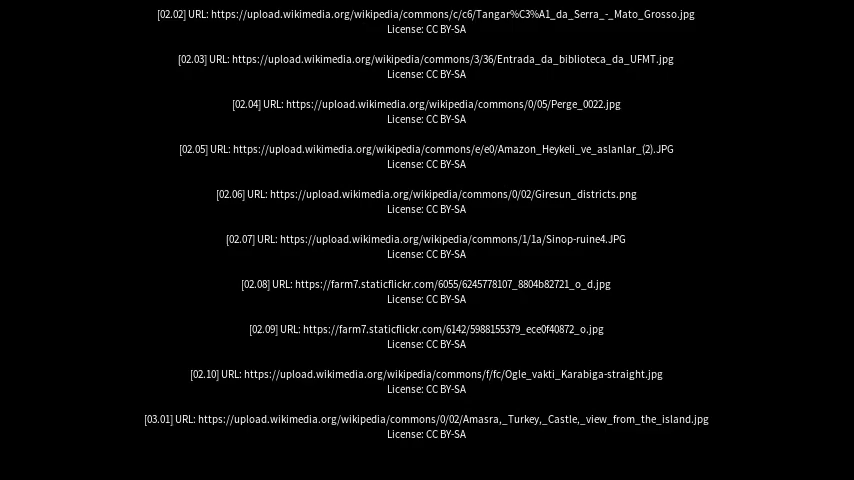 [02.02] URL: https://upload.wikimedia.org/wikipedia/commons/c/c6/Tangar%C3%A1_da_Serra_-_Mato_Grosso.jpg
License: CC BY-SA
[02.03] URL: https://upload.wikimedia.org/wikipedia/commons/3/36/Entrada_da_biblioteca_da_UFMT.jpg
License: CC BY-SA
[02.04] URL: https://upload.wikimedia.org/wikipedia/commons/0/05/Perge_0022.jpg
License: CC BY-SA
[02.05] URL: https://upload.wikimedia.org/wikipedia/commons/e/e0/Amazon_Heykeli_ve_aslanlar_(2).JPG
License: CC BY-SA
[02.06] URL: https://upload.wikimedia.org/wikipedia/commons/0/02/Giresun_districts.png
License: CC BY-SA
[02.07] URL: https://upload.wikimedia.org/wikipedia/commons/1/1a/Sinop-ruine4.JPG
License: CC BY-SA
[02.08] URL: https://farm7.staticflickr.com/6055/6245778107_8804b82721_o_d.jpg
License: CC BY-SA
[02.09] URL: https://farm7.staticflickr.com/6142/5988155379_ece0f40872_o.jpg
License: CC BY-SA
[02.10] URL: https://upload.wikimedia.org/wikipedia/commons/f/fc/Ogle_vakti_Karabiga-straight.jpg
License: CC BY-SA
[03.01] URL: https://upload.wikimedia.org/wikipedia/commons/0/02/Amasra,_Turkey,_Castle,_view_from_the_island.jpg
License: CC BY-SA